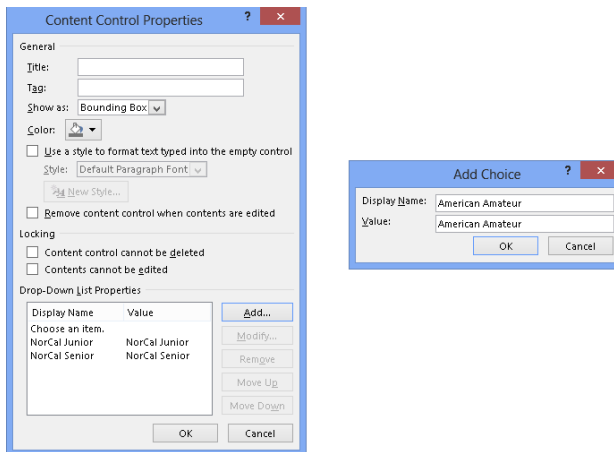 Content Control Properties ? ×
General
Title:
Tag:
Show as: Bounding Box
Color:
Use a style to format text typed into the empty control
Style: Default Paragraph Font
New Style...
Remove content control when contents are edited
Locking
Content control cannot be deleted
Contents cannot be edited
Drop-Down List Properties
Display Name Value
Choose an item.
NorCal Junior NorCal Junior
NorCal Senior NorCal Senior
Add...
Modify...
Remove
Move Up
Move Down
OK Cancel
Add Choice ? ×
Display Name: American Amateur
Value: American Amateur
OK Cancel